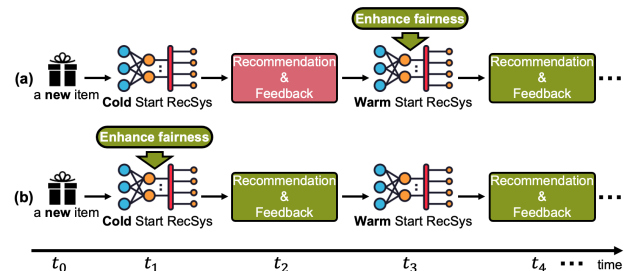 Enhance fairness
(a)
a new item
Cold Start RecSys
Recommendation
&
Feedback
Warm Start RecSys
Recommendation
&
Feedback
Enhance fairness
(b)
a new item
Cold Start RecSys
Recommendation
&
Feedback
Warm Start RecSys
Recommendation
&
Feedback
t0 t1 t2 t3 t4 ••• time